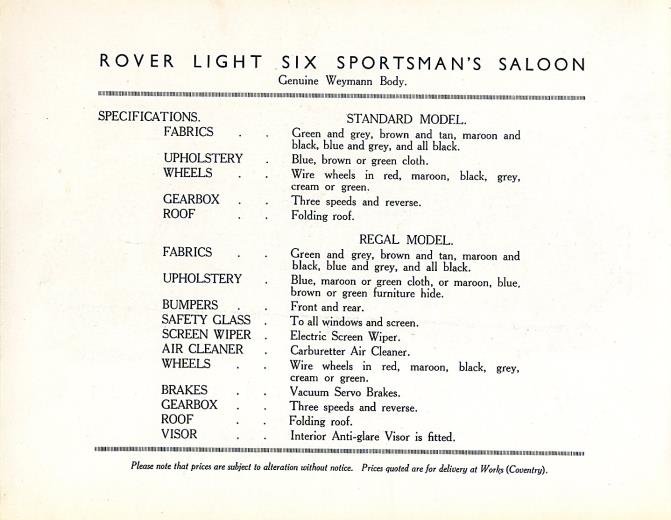 ROVER LIGHT SIX SPORTSMAN'S SALOON
Genuine Weymann Body.
SPECIFICATIONS. STANDARD MODEL.
FABRICS . . Green and grey, brown and tan, maroon and
black, blue and grey, and all black.
UPHOLSTERY . Blue, brown or green cloth.
WHEELS . . Wire wheels in red, maroon, black, grey,
cream or green.
GEARBOX . . Three speeds and reverse.
ROOF . . Folding roof.
REGAL MODEL.
FABRICS . . Green and grey, brown and tan, maroon and
black, blue and grey, and all black.
UPHOLSTERY . Blue, maroon or green cloth, or maroon, blue,
brown or green furniture hide.
BUMPERS . . Front and rear.
SAFETY GLASS . To all windows and screen.
SCREEN WIPER . Electric Screen Wiper.
AIR CLEANER . Carburetter Air Cleaner.
WHEELS . . Wire wheels in red, maroon, black, grey,
cream or green.
BRAKES . . Vacuum Servo Brakes.
GEARBOX . . Three speeds and reverse.
ROOF . . Folding roof.
VISOR . . Interior Anti-glare Visor is fitted.
Please note that prices are subject to alteration without notice. Prices quoted are for delivery at Works (Coventry).